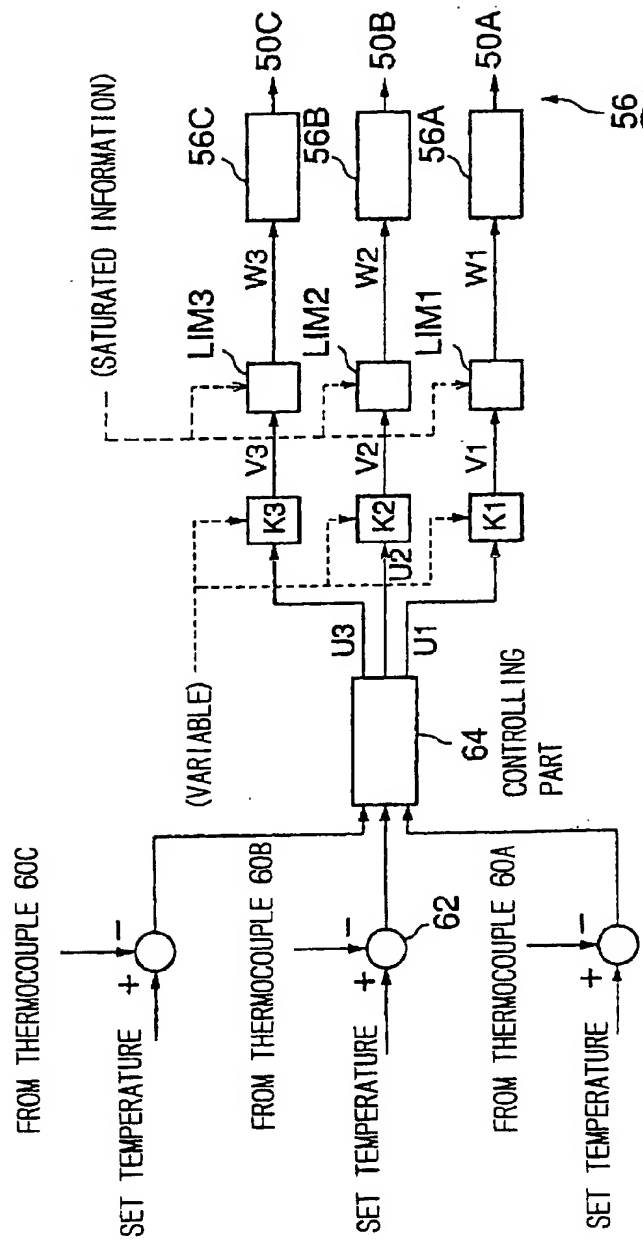 FROM THERMOCOUPLE 60C
SET TEMPERATURE
+
−
FROM THERMOCOUPLE 60B
SET TEMPERATURE
+
−
62
FROM THERMOCOUPLE 60A
SET TEMPERATURE
+
−
64
CONTROLLING
PART
(VARIABLE)
U3
U2
U1
K3
K2
K1
V3
V2
V1
(SATURATED INFORMATION)
LIM3
LIM2
LIM1
W3
W2
W1
56C
56B
56A
50C
50B
50A
56